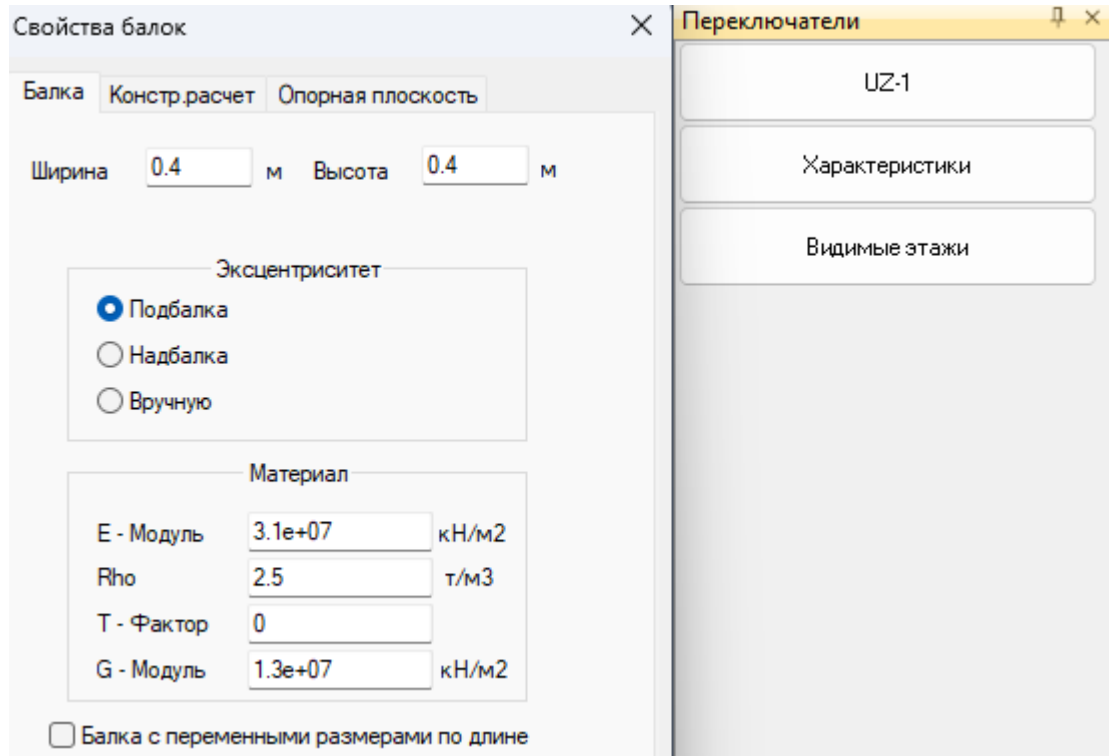 Свойства балок
Балка Констр.расчет Опорная плоскость
Ширина 0.4 м Высота 0.4 м
Эксцентриситет
Подбалка
Надбалка
Вручную
Материал
E - Модуль 3.1e+07 кН/м2
Rho 2.5 т/м3
T - Фактор 0
G - Модуль 1.3e+07 кН/м2
Балка с переменными размерами по длине
Переключатели
UZ-1
Характеристики
Видимые этажи